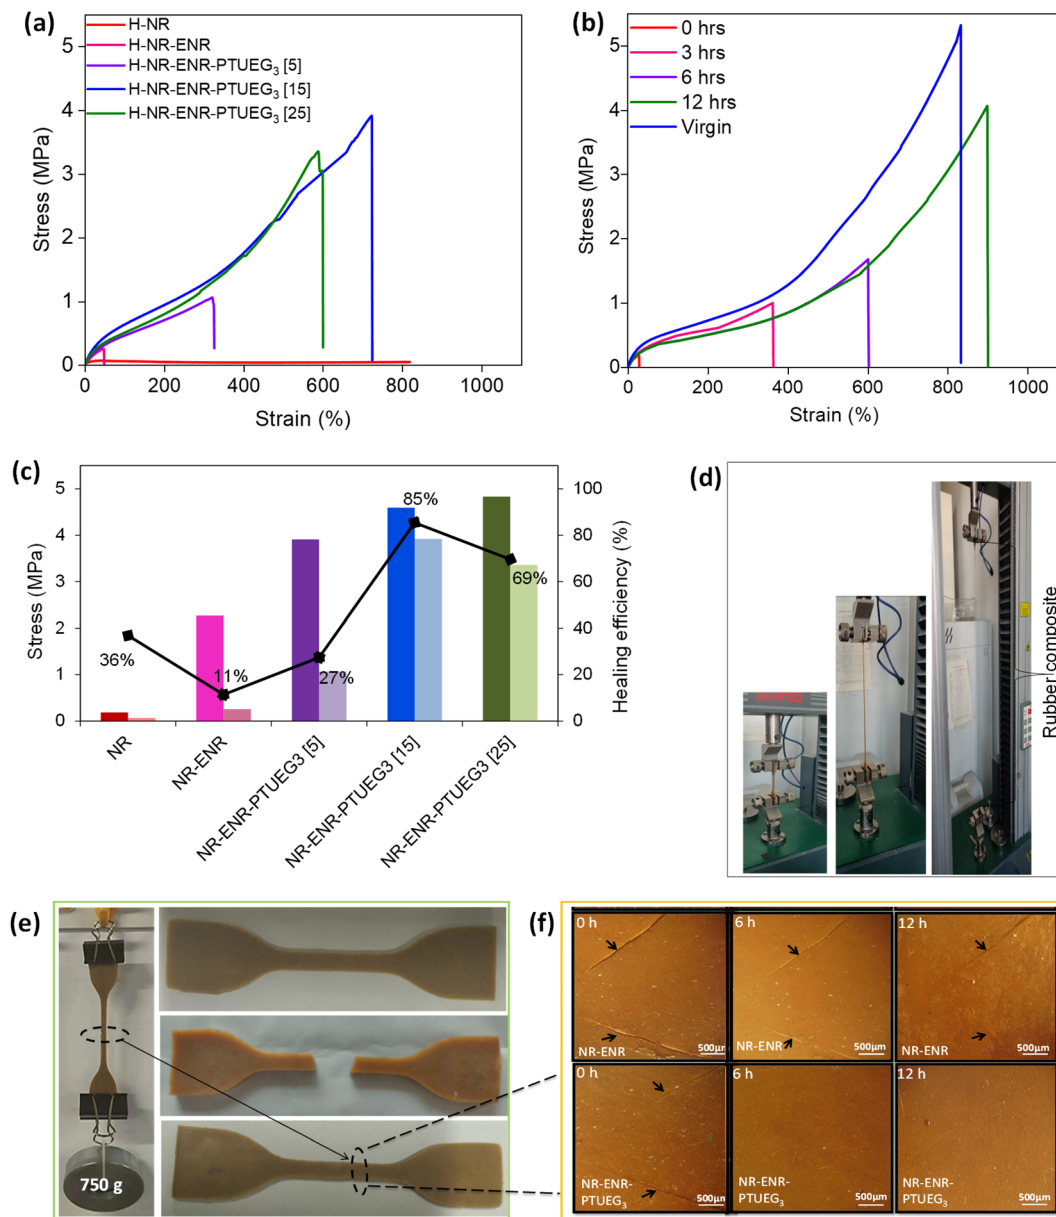 (a)
H-NR
H-NR-ENR
H-NR-ENR-PTUEG₃ [5]
H-NR-ENR-PTUEG₃ [15]
H-NR-ENR-PTUEG₃ [25]
5
4
3
2
1
0
Stress (MPa)
0 200 400 600 800 1000
Strain (%)
(b)
0 hrs
3 hrs
6 hrs
12 hrs
Virgin
5
4
3
2
1
0
Stress (MPa)
0 200 400 600 800 1000
Strain (%)
(c)
5
4
3
2
1
0
Stress (MPa)
36%
11%
27%
85%
69%
100
80
60
40
20
0
Healing efificiency (%)
NR
NR-ENR
NR-ENR-PTUEG3 [5]
NR-ENR-PTUEG3 [15]
NR-ENR-PTUEG3 [25]
(d)
Rubber composite
(e)
750 g
(f)
0 h
NR-ENR
500µm
6 h
NR-ENR
500µm
12 h
NR-ENR
500µm
0 h
NR-ENR-
PTUEG₃
500µm
6 h
NR-ENR-
PTUEG₃
500µm
12 h
NR-ENR-
PTUEG₃
500µm